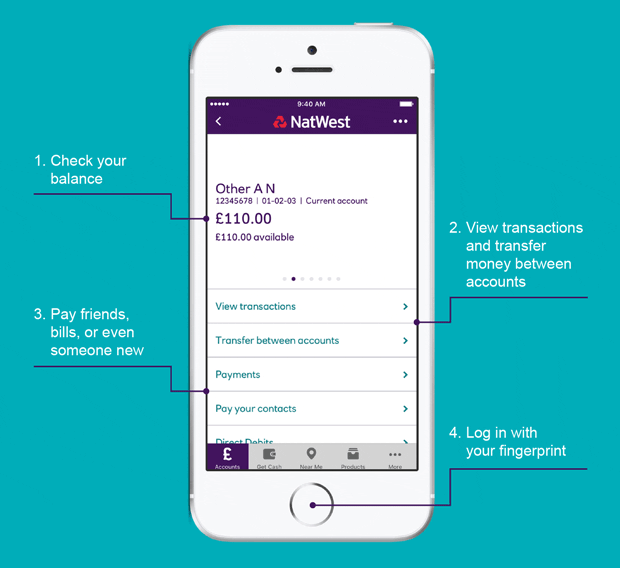 9:40 AM
NatWest
1. Check your
balance
Other A N
12345678 | 01-02-03 | Current account
£110.00
£110.00 available
2. View transactions
and transfer
money between
accounts
View transactions
3. Pay friends,
bills, or even
someone new
Transfer between accounts
Payments
Pay your contacts
Direct Debits
4. Log in with
your fingerprint
£
Accounts
Get Cash
Near Me
Products
More